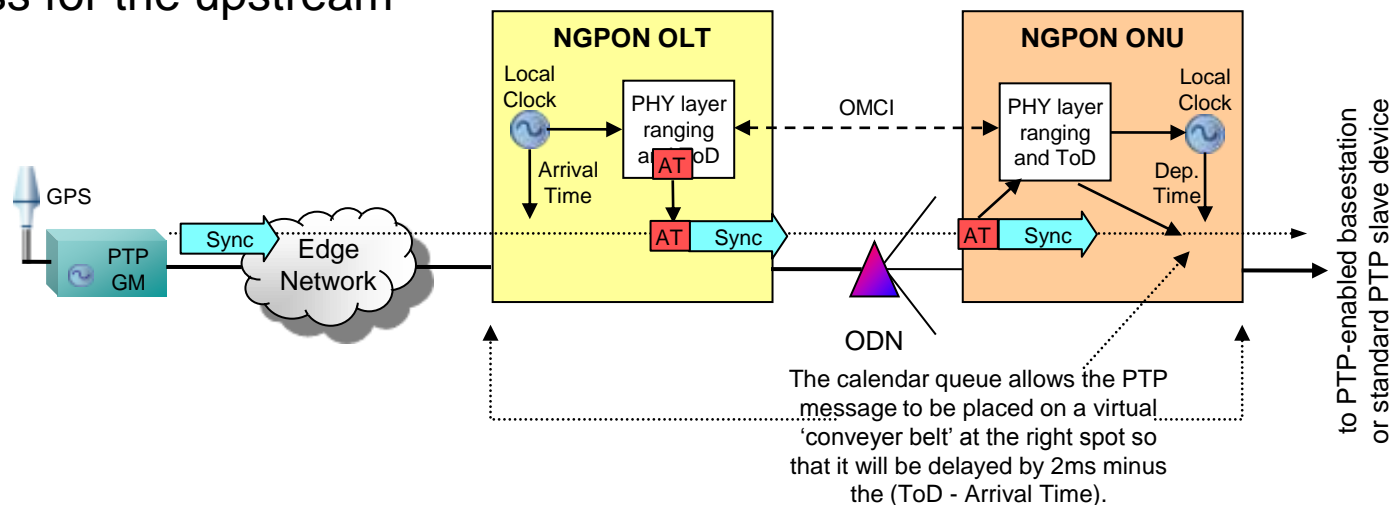 ss for the upstream
NGPON OLT
NGPON ONU
Local
Clock
PHY layer
ranging
and ToD
AT
OMCI
PHY layer
ranging
and ToD
Local
Clock
Arrival
Time
Dep.
Time
GPS
PTP
GM
Sync
Edge
Network
AT Sync
AT Sync
ODN
The calendar queue allows the PTP
message to be placed on a virtual
‘conveyer belt’ at the right spot so
that it will be delayed by 2ms minus
the (ToD - Arrival Time).
to PTP-enabled basestation
or standard PTP slave device